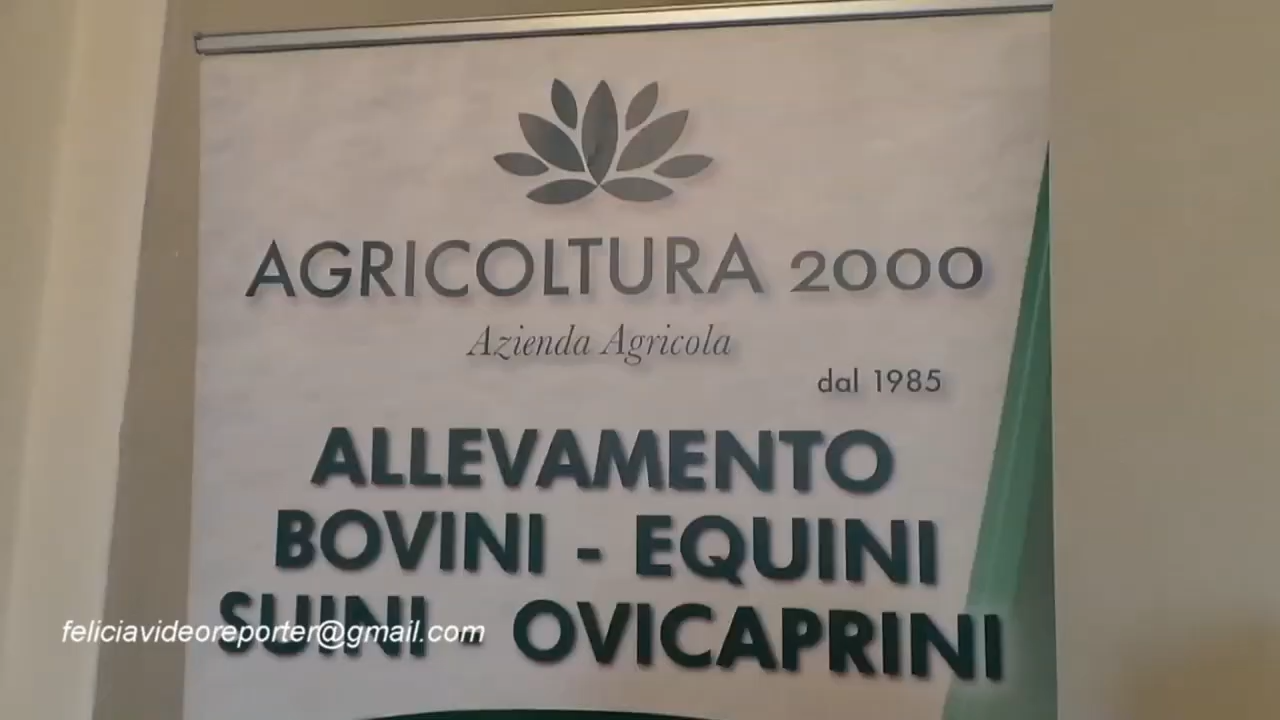 AGRICOLTURA 2000
Azienda Agricola
dal 1985
ALLEVAMENTO
BOVINI - EQUINI
SUINI - OVICAPRINI
feliciavideoreporter@gmail.com